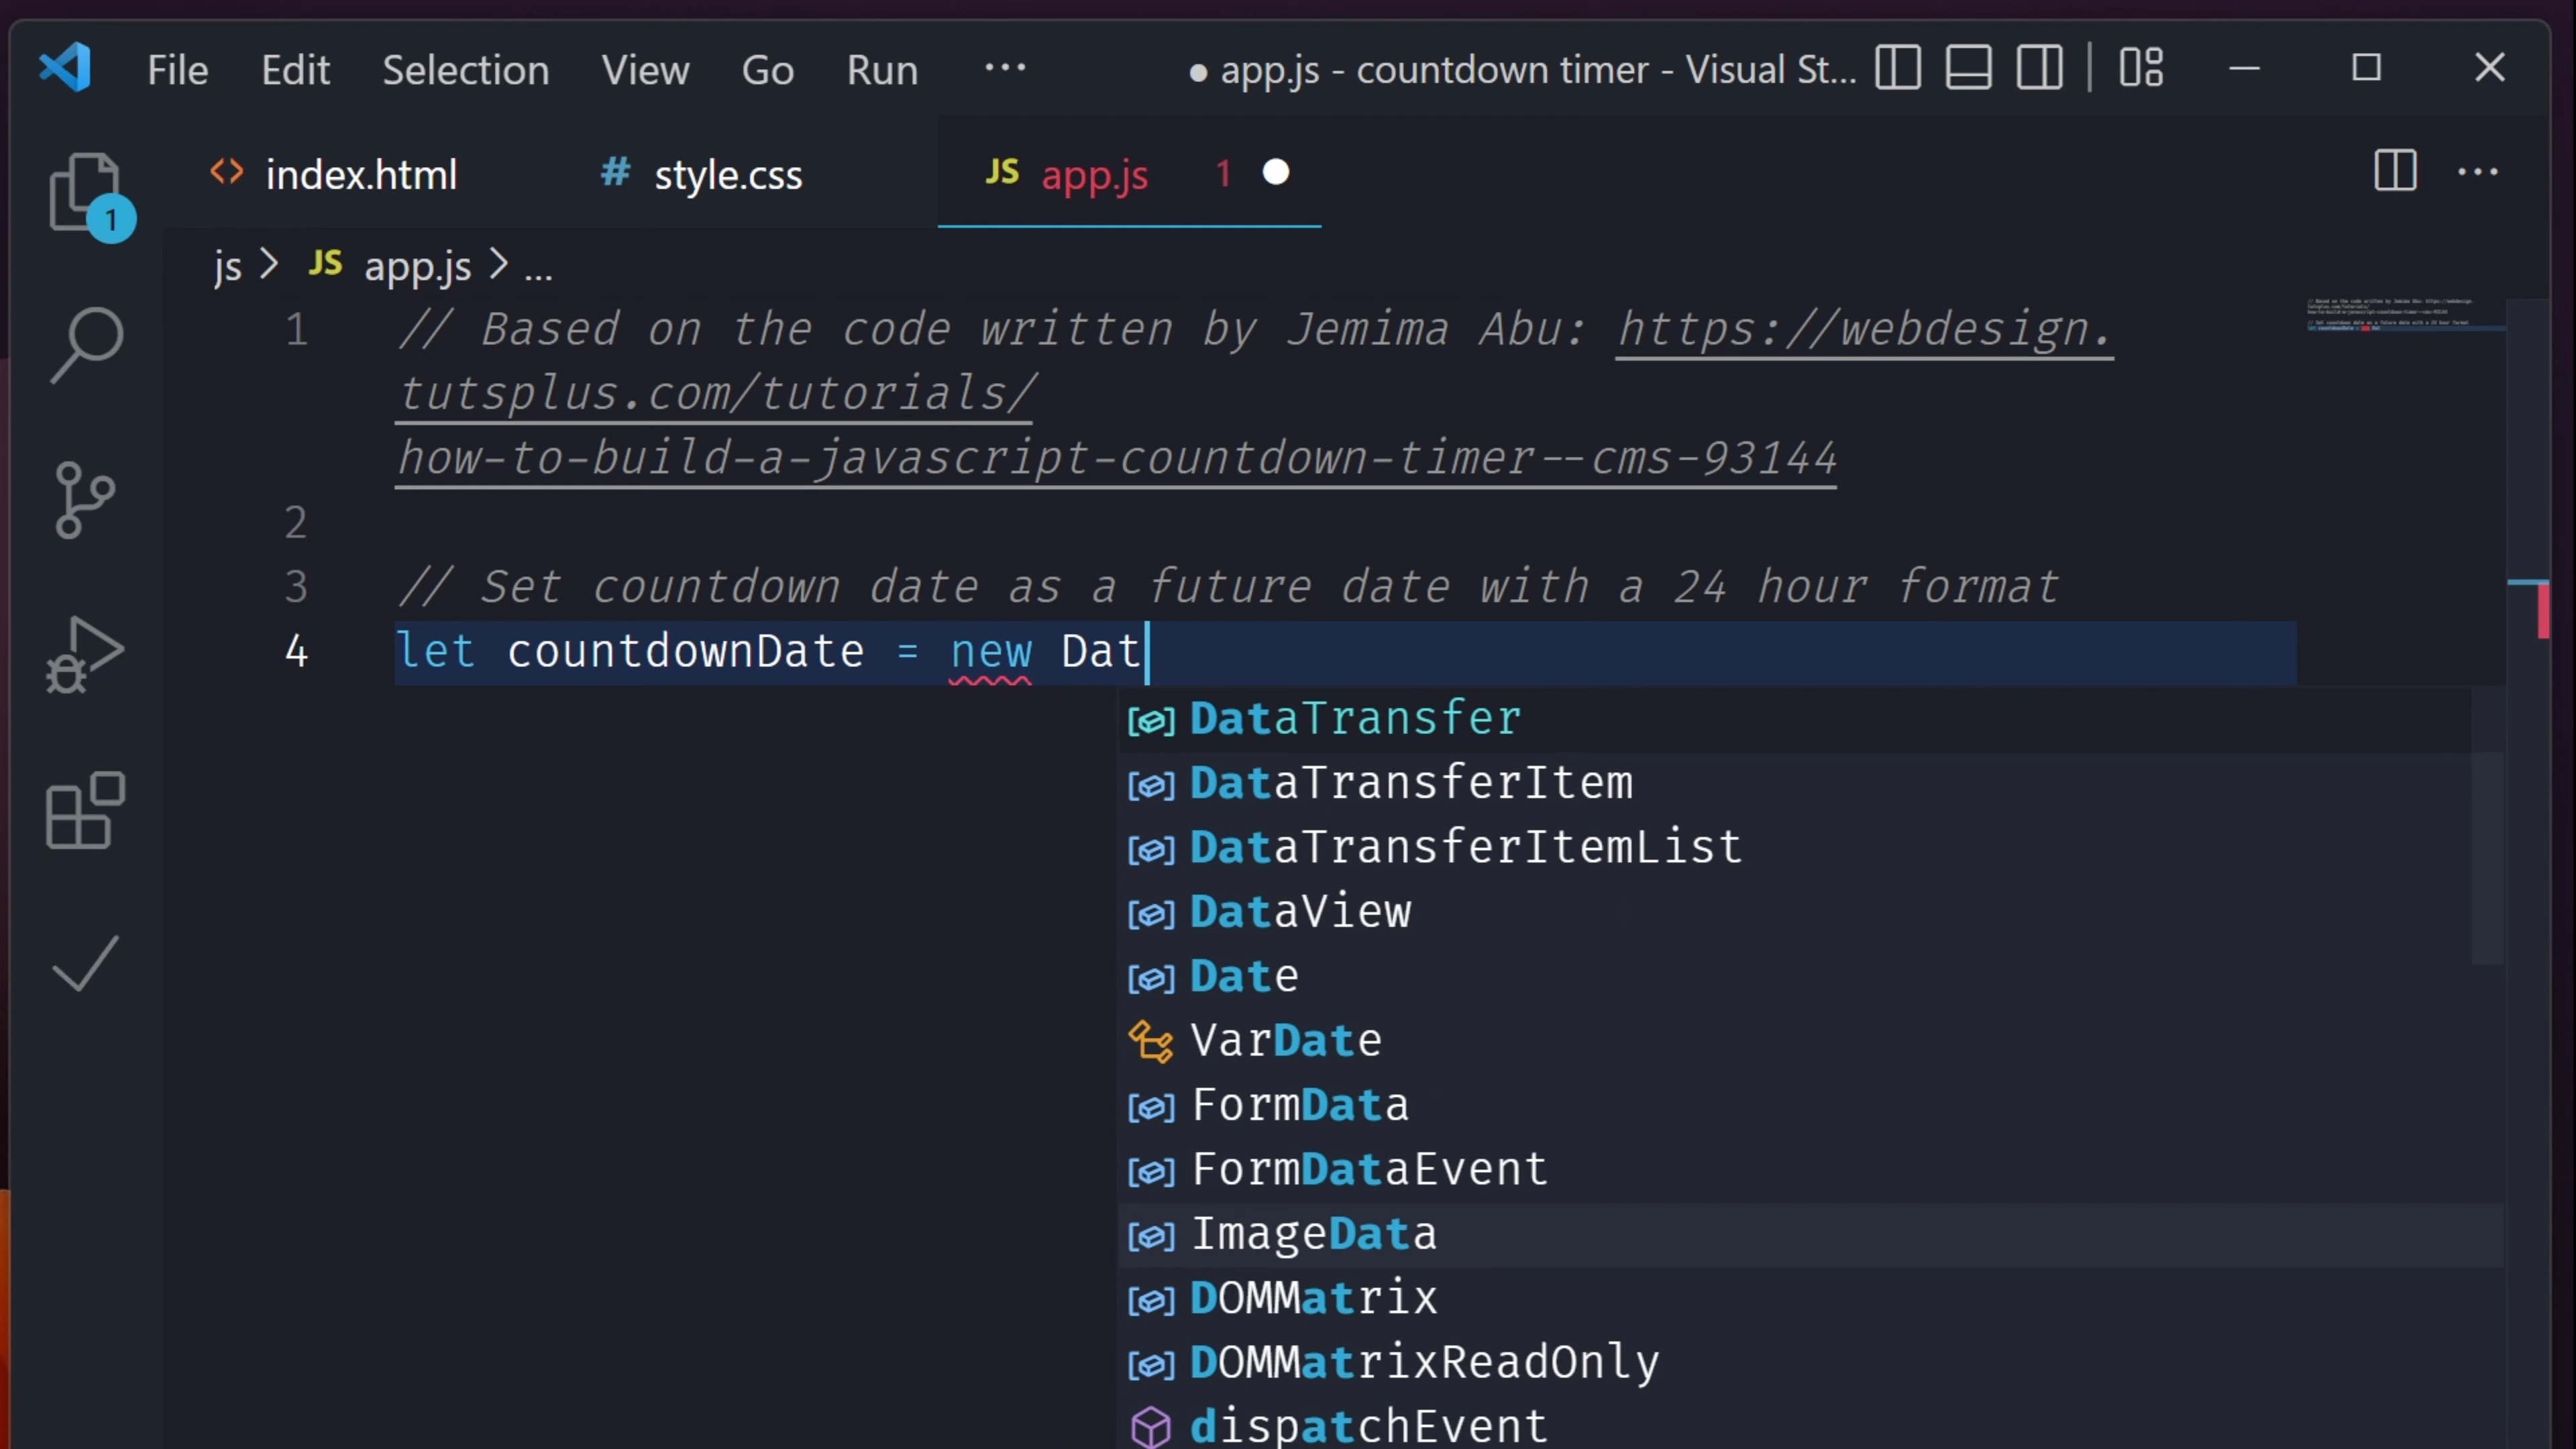 File Edit Selection View Go Run ··· ● app.js - countdown timer - Visual St...
index.html # style.css JS app.js 1
1
js > JS app.js > ...
1 // Based on the code written by Jemima Abu: https://webdesign.
tutsplus.com/tutorials/
how-to-build-a-javascript-countdown-timer--cms-93144
2
3 // Set countdown date as a future date with a 24 hour format
4 let countdownDate = new Dat
DataTransfer
DataTransferItem
DataTransferItemList
DataView
Date
VarDate
FormData
FormDataEvent
ImageData
DOMMatrix
DOMMatrixReadOnly
dispatchEvent